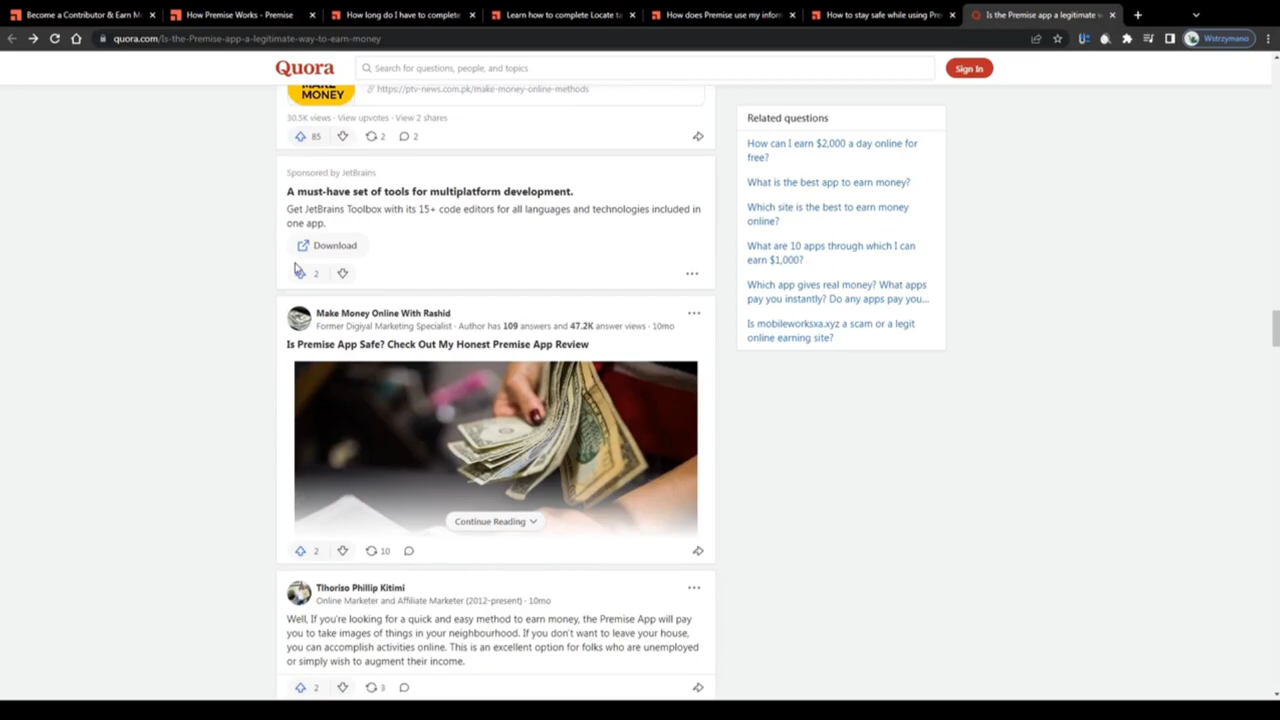 Become a Contributor & Earn M
How Premise Works - Premise
How long do I have to complete
Learn how to complete Locate ta
How does Premise use my inform
How to stay safe while using Pre
Is the Premise app a legitimate w
quora.com/Is-the-Premise-app-a-legitimate-way-to-earn-money
Wstrzymano
Quora
Search for questions, people, and topics
Sign In
MAKE
MONEY
https://ptv-news.com.pk/make-money-online-methods
30.5K views · View upvotes · View 2 shares
85
2
2
Sponsored by JetBrains
A must-have set of tools for multiplatform development.
Get JetBrains Toolbox with its 15+ code editors for all languages and technologies included in
one app.
Download
2
Make Money Online With Rashid
Former Digiyal Marketing Specialist · Author has 109 answers and 47.2K answer views · 10mo
Is Premise App Safe? Check Out My Honest Premise App Review
Continue Reading
2
10
Tlhoriso Phillip Kitimi
Online Marketer and Affiliate Marketer (2012-present) · 10mo
Well, If you're looking for a quick and easy method to earn money, the Premise App will pay
you to take images of things in your neighbourhood. If you don't want to leave your house,
you can accomplish activities online. This is an excellent option for folks who are unemployed
or simply wish to augment their income.
2
3
Related questions
How can I earn $2,000 a day online for
free?
What is the best app to earn money?
Which site is the best to earn money
online?
What are 10 apps through which I can
earn $1,000?
Which app gives real money? What apps
pay you instantly? Do any apps pay you...
Is mobileworksxa.xyz a scam or a legit
online earning site?